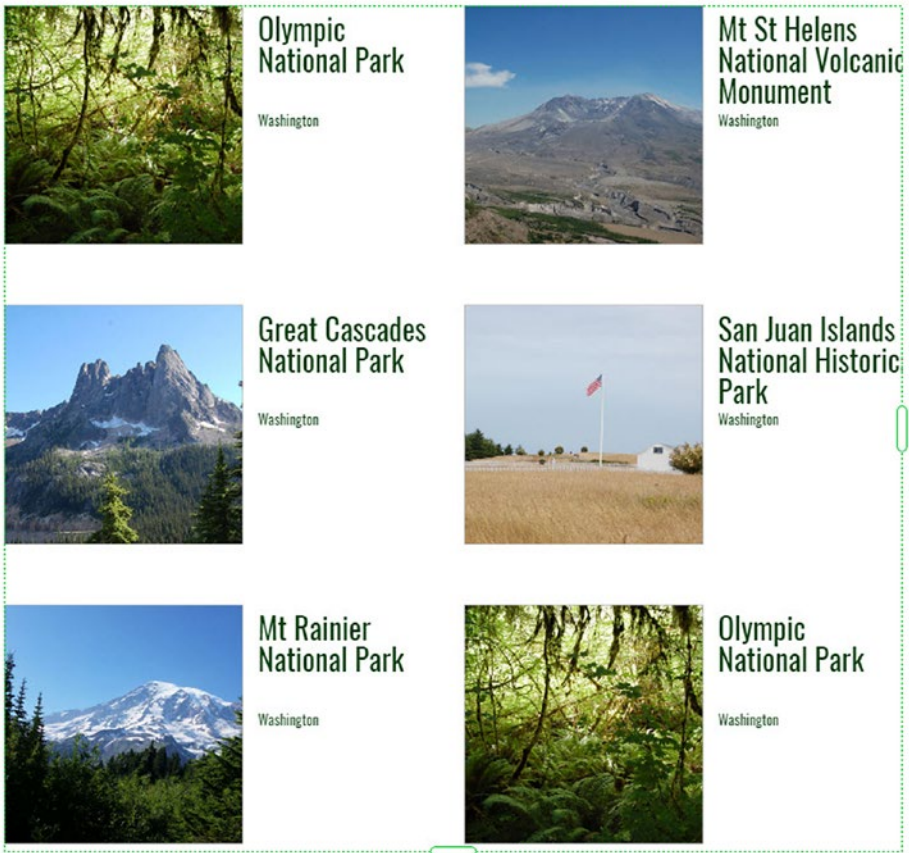 Olympic
National Park
Washington
Mt St Helens
National Volcanic
Monument
Washington
Great Cascades
National Park
Washington
San Juan Islands
National Historic
Park
Washington
Mt Rainier
National Park
Washington
Olympic
National Park
Washington